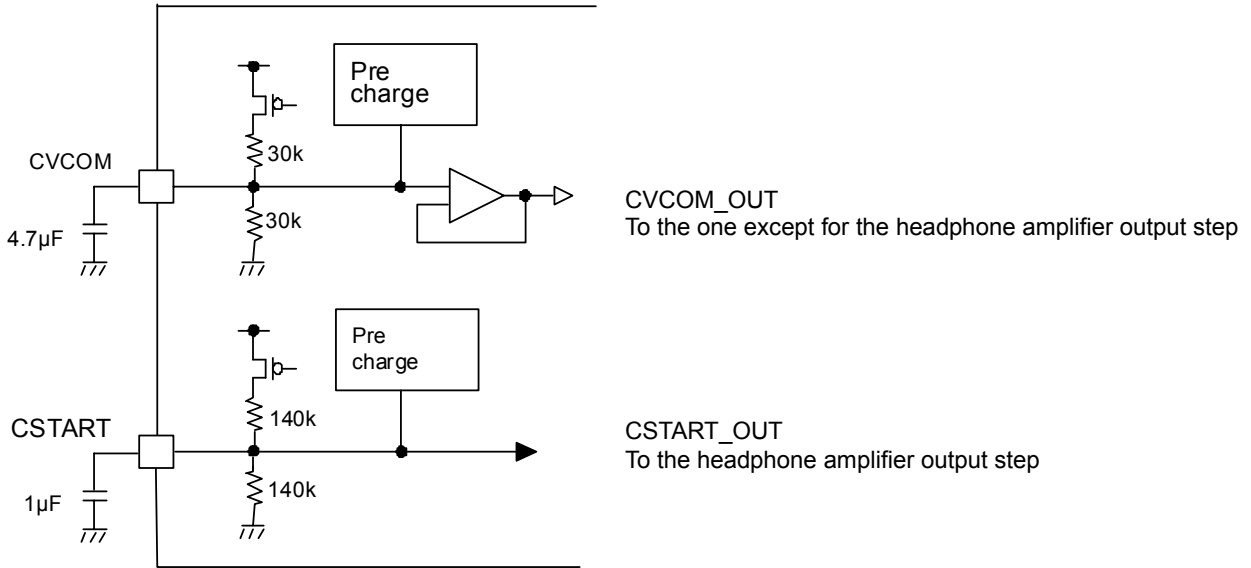 Pre
charge
30k
CVCOM
30k
4.7µF
CVCOM_OUT
To the one except for the headphone amplifier output step
Pre
charge
140k
CSTART
140k
1µF
CSTART_OUT
To the headphone amplifier output step